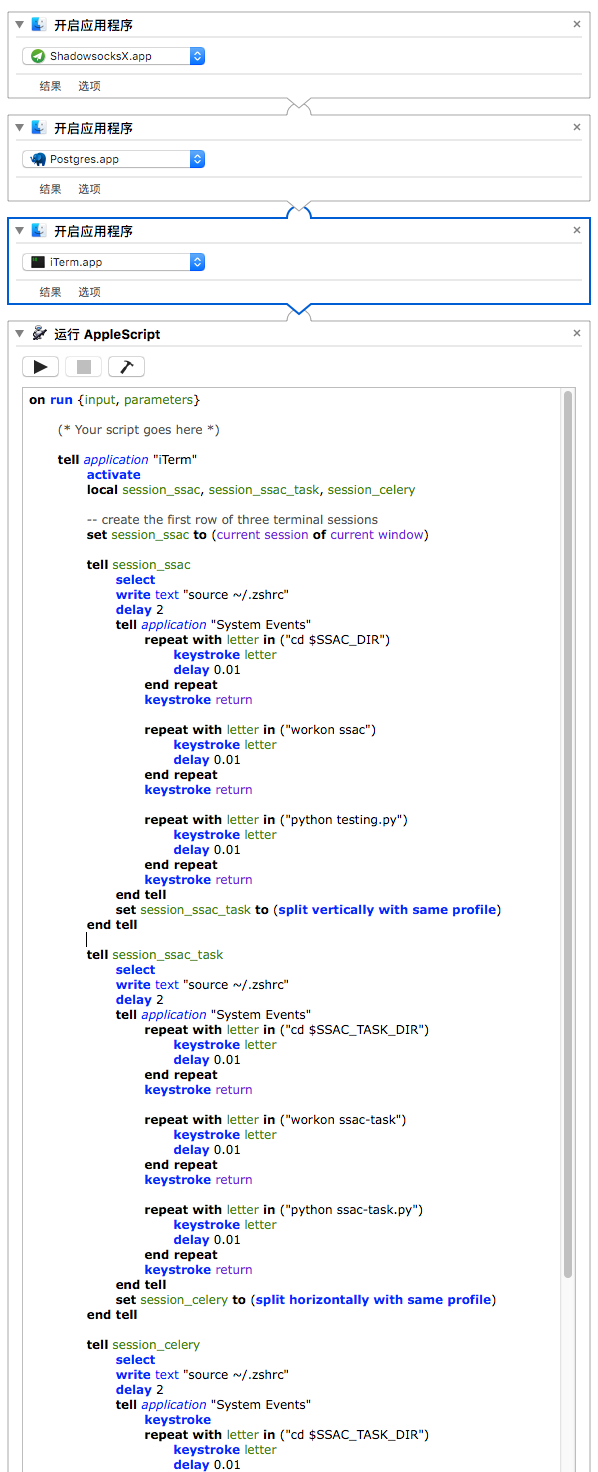 开启应用程序
ShadowsocksX.app
结果 选项
开启应用程序
Postgres.app
结果 选项
开启应用程序
iTerm.app
结果 选项
运行 AppleScript
on run {input, parameters}
(* Your script goes here *)
tell application "iTerm"
activate
local session_ssac, session_ssac_task, session_celery
-- create the first row of three terminal sessions
set session_ssac to (current session of current window)
tell session_ssac
select
write text "source ~/.zshrc"
delay 2
tell application "System Events"
repeat with letter in ("cd $SSAC_DIR")
keystroke letter
delay 0.01
end repeat
keystroke return
repeat with letter in ("workon ssac")
keystroke letter
delay 0.01
end repeat
keystroke return
repeat with letter in ("python testing.py")
keystroke letter
delay 0.01
end repeat
keystroke return
end tell
set session_ssac_task to (split vertically with same profile)
end tell
tell session_ssac_task
select
write text "source ~/.zshrc"
delay 2
tell application "System Events"
repeat with letter in ("cd $SSAC_TASK_DIR")
keystroke letter
delay 0.01
end repeat
keystroke return
repeat with letter in ("workon ssac-task")
keystroke letter
delay 0.01
end repeat
keystroke return
repeat with letter in ("python ssac-task.py")
keystroke letter
delay 0.01
end repeat
keystroke return
end tell
set session_celery to (split horizontally with same profile)
end tell
tell session_celery
select
write text "source ~/.zshrc"
delay 2
tell application "System Events"
keystroke
repeat with letter in ("cd $SSAC_TASK_DIR")
keystroke letter
delay 0.01